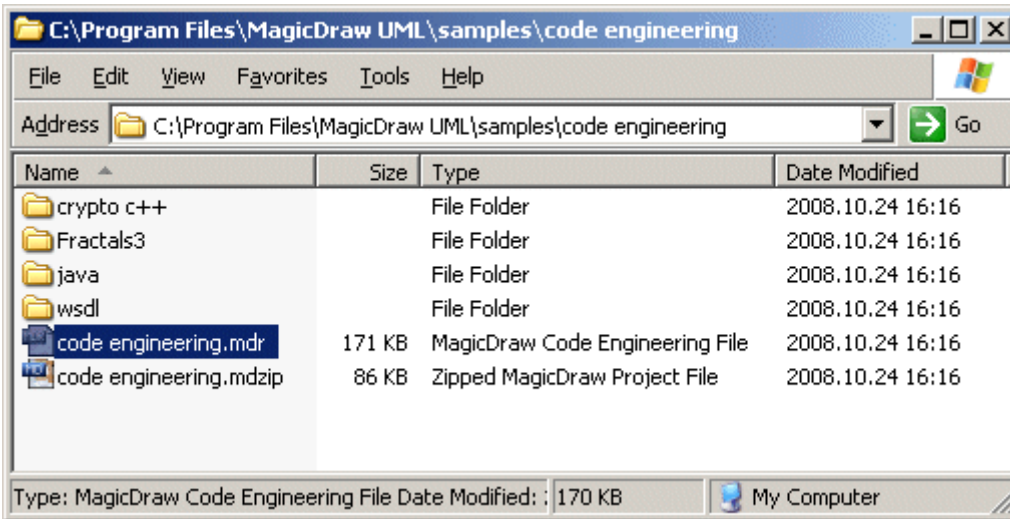 C:\Program Files\MagicDraw UML\samples\code engineering
File Edit View Favorites Tools Help
Address C:\Program Files\MagicDraw UML\samples\code engineering Go
Name Size Type Date Modified
crypto c++ File Folder 2008.10.24 16:16
Fractals3 File Folder 2008.10.24 16:16
java File Folder 2008.10.24 16:16
wsdl File Folder 2008.10.24 16:16
code engineering.mdr 171 KB MagicDraw Code Engineering File 2008.10.24 16:16
code engineering.mdzip 86 KB Zipped MagicDraw Project File 2008.10.24 16:16
Type: MagicDraw Code Engineering File Date Modified: 170 KB My Computer